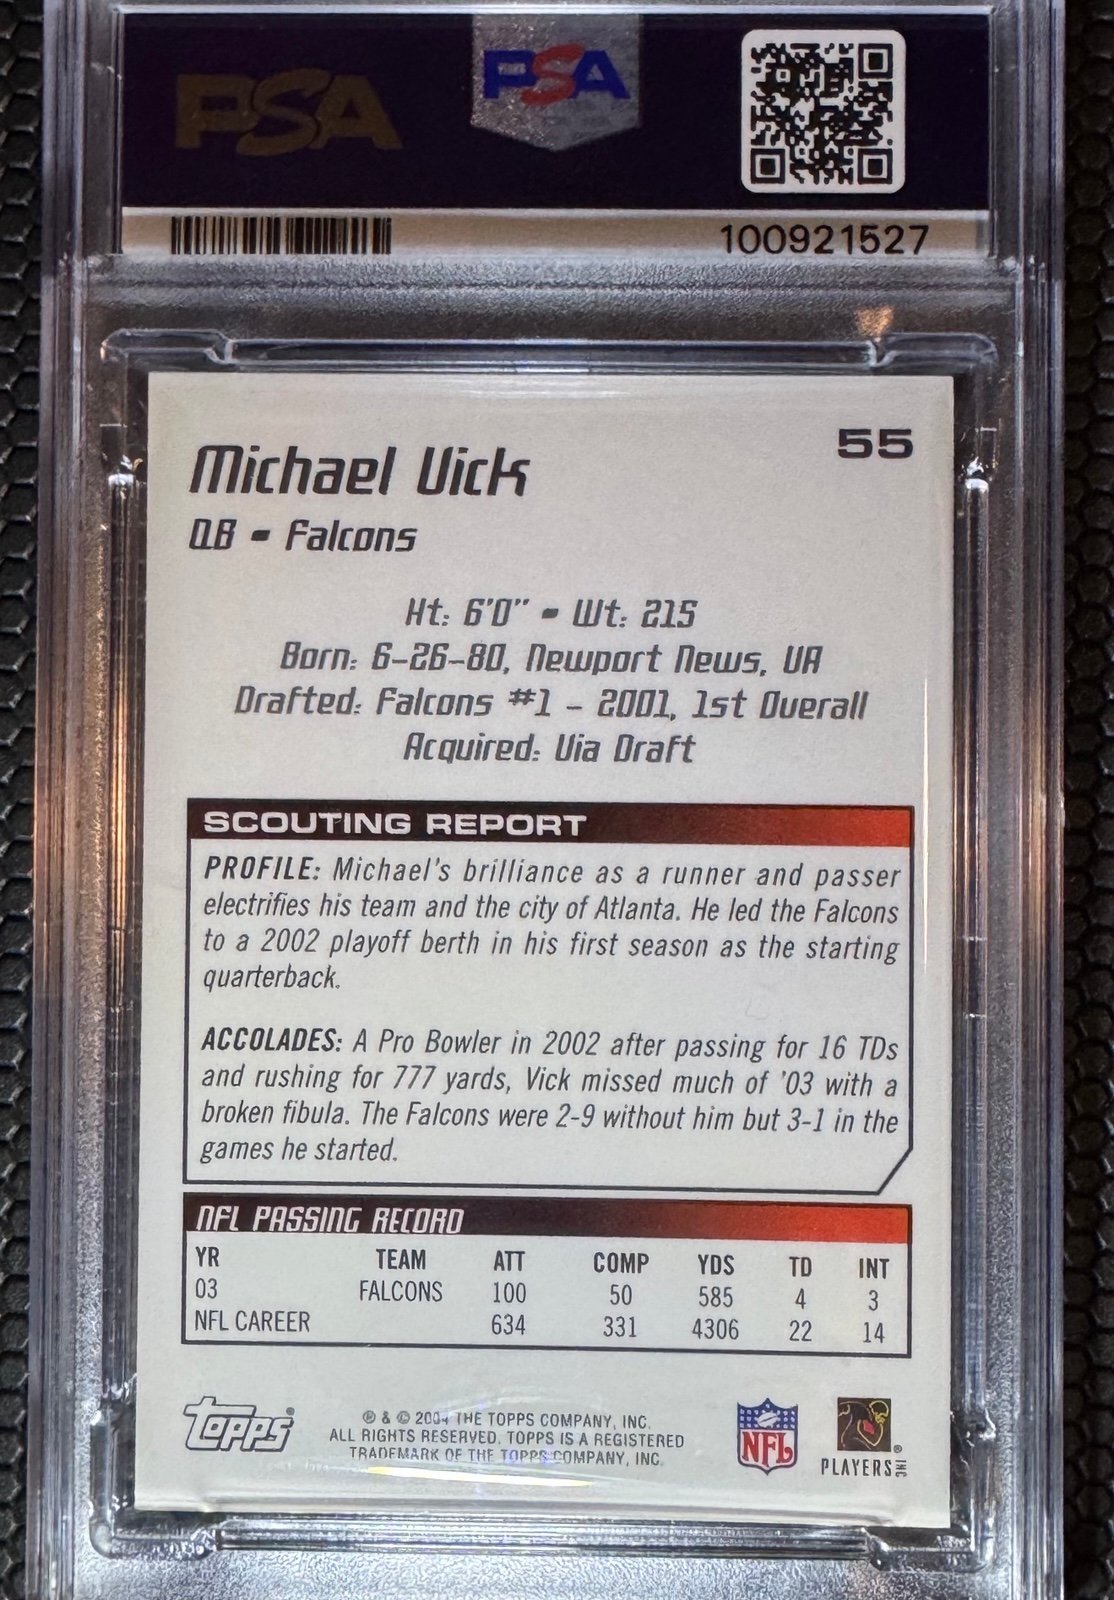 PSA
PSA
100921527
55
Michael Vick
QB - Falcons
Ht: 6'0" - Wt: 215
Born: 6-26-80, Newport News, VA
Drafted: Falcons #1 - 2001, 1st Overall
Acquired: Via Draft
SCOUTING REPORT
PROFILE: Michael's brilliance as a runner and passer
electrifies his team and the city of Atlanta. He led the Falcons
to a 2002 playoff berth in his first season as the starting
quarterback.
ACCOLADES: A Pro Bowler in 2002 after passing for 16 TDs
and rushing for 777 yards, Vick missed much of '03 with a
broken fibula. The Falcons were 2-9 without him but 3-1 in the
games he started.
NFL PASSING RECORD
YR TEAM ATT COMP YDS TD INT
03 FALCONS 100 50 585 4 3
NFL CAREER 634 331 4306 22 14
Topps®
® & © 2004 THE TOPPS COMPANY, INC.
ALL RIGHTS RESERVED. TOPPS IS A REGISTERED
TRADEMARK OF THE TOPPS COMPANY, INC.
NFL
PLAYERS INC ®